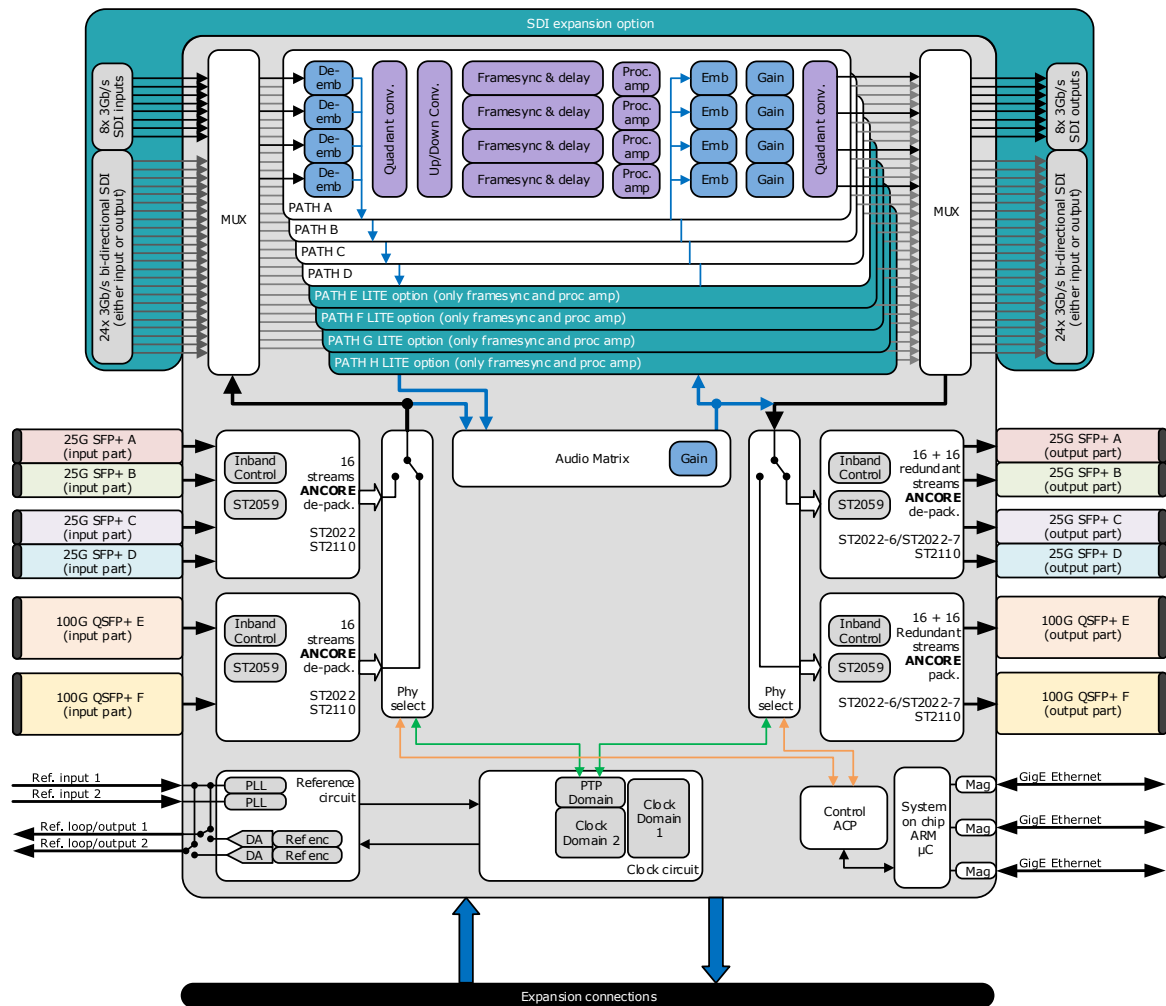 SDI expansion option
8x 3Gb/s
SDI inputs
24x 3Gb/s bi-directional SDI
(either input or output)
MUX
De-
emb
De-
emb
De-
emb
De-
emb
Quadrant conv.
Up/Down Conv.
Framesync & delay
Framesync & delay
Framesync & delay
Framesync & delay
Proc.
amp
Proc.
amp
Proc.
amp
Proc.
amp
Emb
Emb
Emb
Emb
Gain
Gain
Gain
Gain
Quadrant conv.
PATH A
PATH B
PATH C
PATH D
PATH E LITE option (only framesync and proc amp)
PATH F LITE option (only framesync and proc amp)
PATH G LITE option (only framesync and proc amp)
PATH H LITE option (only framesync and proc amp)
MUX
8x 3Gb/s
SDI outputs
24x 3Gb/s bi-directional SDI
(either input or output)
25G SFP+ A
(input part)
25G SFP+ B
(input part)
25G SFP+ C
(input part)
25G SFP+ D
(input part)
100G QSFP+ E
(input part)
100G QSFP+ F
(input part)
Inband
Control
ST2059
16
streams
ANCORE
de-pack.
ST2022
ST2110
Inband
Control
ST2059
16
streams
ANCORE
de-pack.
ST2022
ST2110
Phy
select
Audio Matrix
Gain
Phy
select
Inband
Control
ST2059
16 + 16
redundant
streams
ANCORE
de-pack.
ST2022-6/ST2022-7
ST2110
Inband
Control
ST2059
16 + 16
Redundant
streams
ANCORE
pack.
ST2022-6/ST2022-7
ST2110
25G SFP+ A
(output part)
25G SFP+ B
(output part)
25G SFP+ C
(output part)
25G SFP+ D
(output part)
100G QSFP+ E
(output part)
100G QSFP+ F
(output part)
Ref. input 1
Ref. input 2
Ref. loop/output 1
Ref. loop/output 2
PLL
PLL
Reference
circuit
DA
Ref enc
DA
Ref enc
PTP
Domain
Clock
Domain 2
Clock
Domain
1
Clock circuit
Control
ACP
System
on chip
ARM
µC
Mag
Mag
Mag
GigE Ethernet
GigE Ethernet
GigE Ethernet
Expansion connections